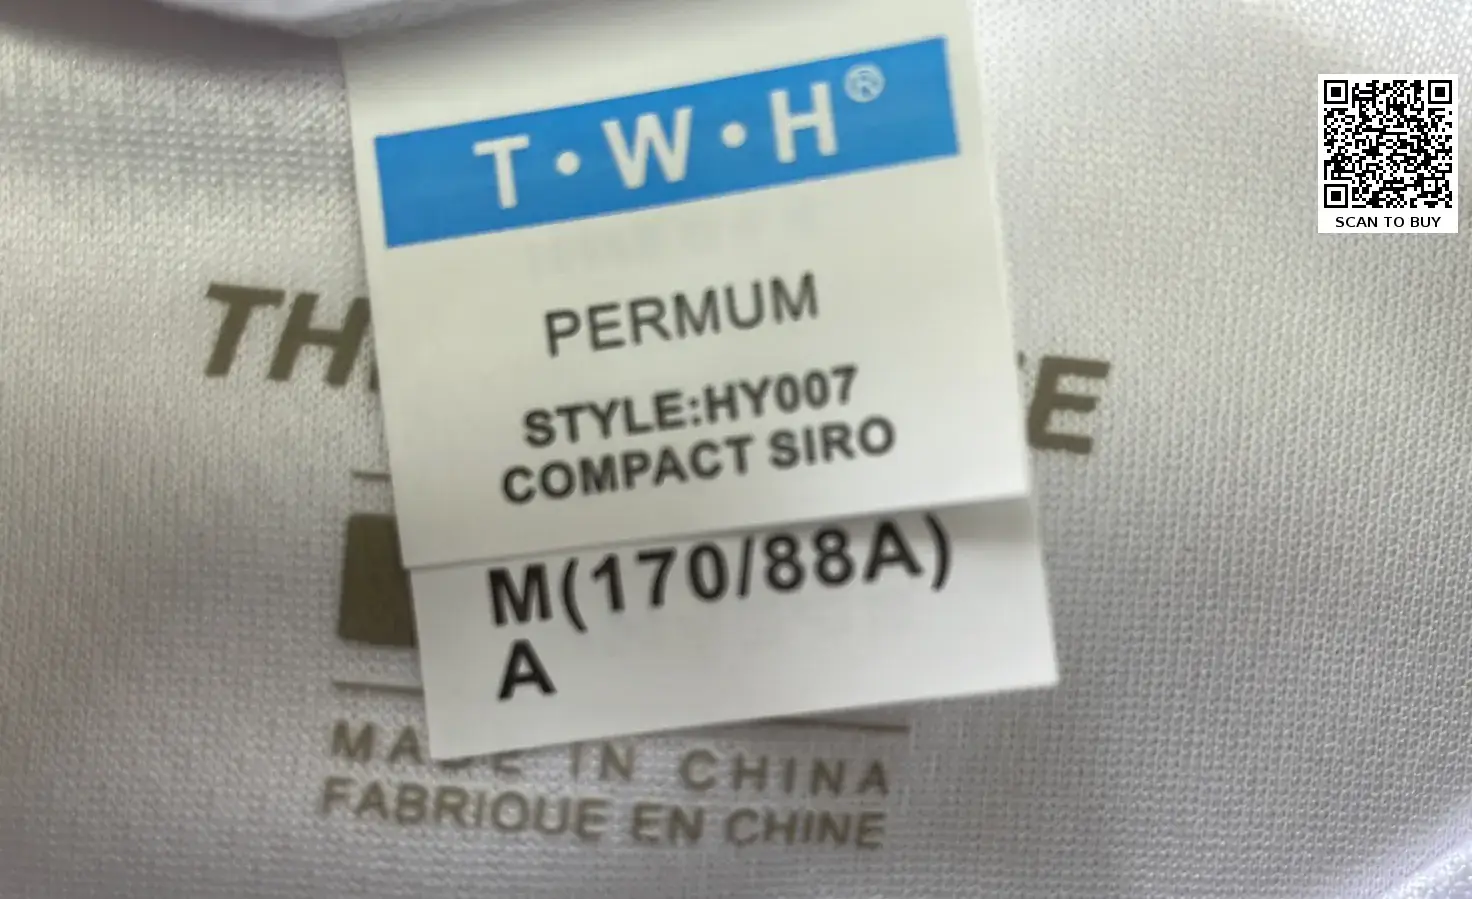 T·W·H®
SCAN TO BUY
PERMUM
STYLE:HY007
COMPACT SIRO
M(170/88A)
A
MADE IN CHINA
FABRIQUE EN CHINE